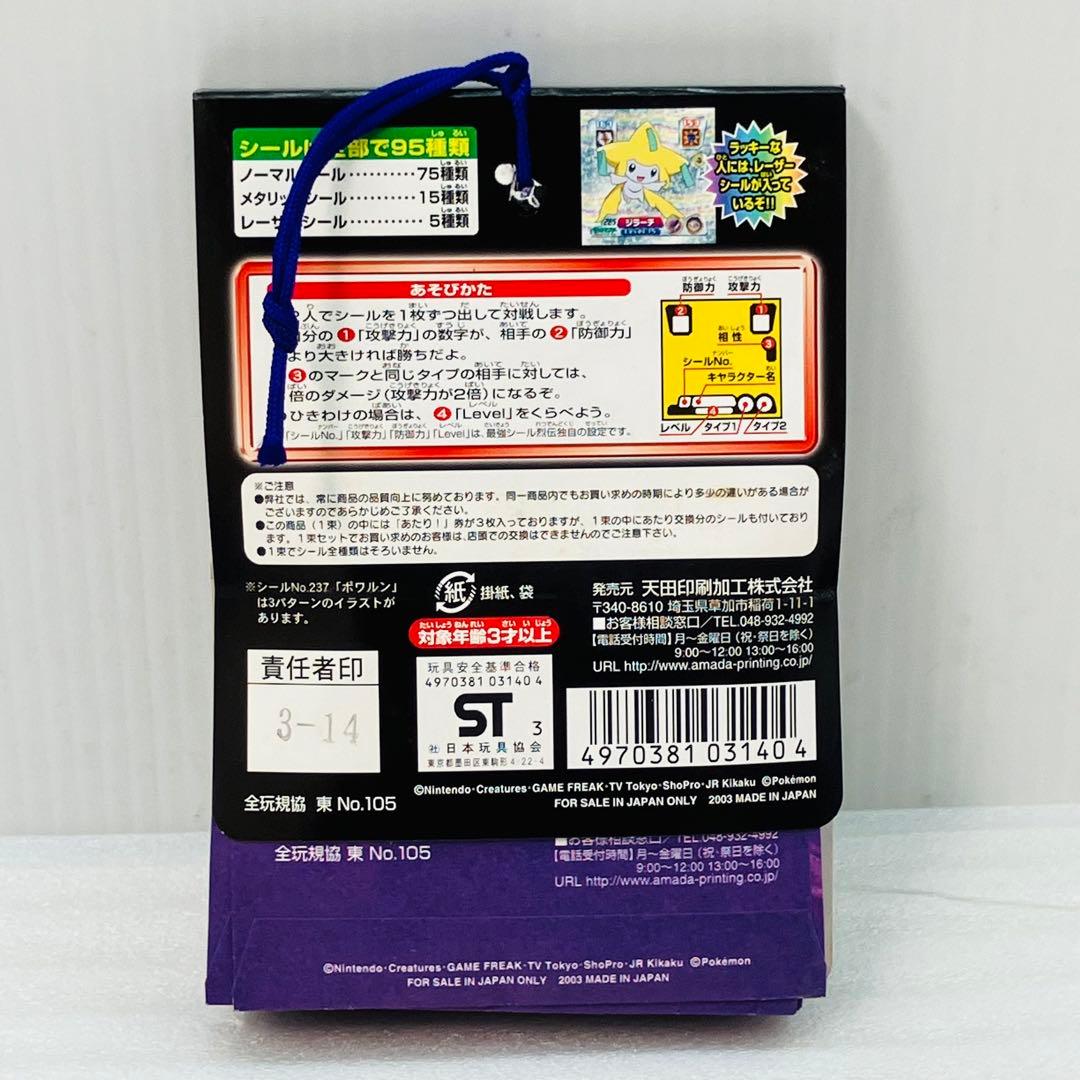 シールは全部で95種類
ノーマルシール··········75種類
メタリックシール··········15種類
レーザーシール··········5種類
ラッキーな
人には、レーザー
シールが入って
いるぞ!!
ジラーチ
あそびかた
2人でシールを1枚ずつ出して対戦します。
自分の①「攻撃力」の数字が、相手の②「防御力」
より大きければ勝ちだよ。
③のマークと同じタイプの相手に対しては、
倍のダメージ(攻撃力が2倍)になるぞ。
ひきわけの場合は、④「Level」をくらべよう。
「シールNo.」「攻撃力」「防御力」「Level」は、最強シール烈伝独自の設定です。
防御力 攻撃力
② ①
相性
③
シールNo.
キャラクター名
④
レベル タイプ1 タイプ2
※ご注意
●弊社では、常に商品の品質向上に努めております。同一商品内でもお買い求めの時期により多少の違いがある場合が
ございますのであらかじめご了承ください。
●この商品(1束)の中には「あたり!」券が3枚入っておりますが、1束の中にあたり交換分のシールも付いており
ます。1束セットでお買い求めのお客様は、店頭での交換はできませんのでご注意下さい。
●1束でシール全種類はそろいません。
※シールNo.237「ポワルン」
は3パターンのイラストが
あります。
紙 掛紙、袋
対象年齢3才以上
発売元 天田印刷加工株式会社
〒340-8610 埼玉県草加市稲荷1-11-1
■お客様相談窓口/TEL.048-932-4992
【電話受付時間】月~金曜日(祝・祭日を除く)
9:00~12:00 13:00~16:00
URL http://www.amada-printing.co.jp/
責任者印
3-14
玩具安全基準合格
4970381 03140 4
ST 3
(社)日本玩具協会
東京都墨田区東駒形4-22-4
4970381 031404
©Nintendo·Creatures·GAME FREAK·TV Tokyo·ShoPro·JR Kikaku ©Pokémon
FOR SALE IN JAPAN ONLY 2003 MADE IN JAPAN
全玩規協 東 No.105
■お客様相談窓口/TEL.048-932-4992
全玩規協 東 No.105
【電話受付時間】月~金曜日(祝・祭日を除く)
9:00~12:00 13:00~16:00
URL http://www.amada-printing.co.jp/
©Nintendo·Creatures·GAME FREAK·TV Tokyo·ShoPro·JR Kikaku ©Pokémon
FOR SALE IN JAPAN ONLY 2003 MADE IN JAPAN